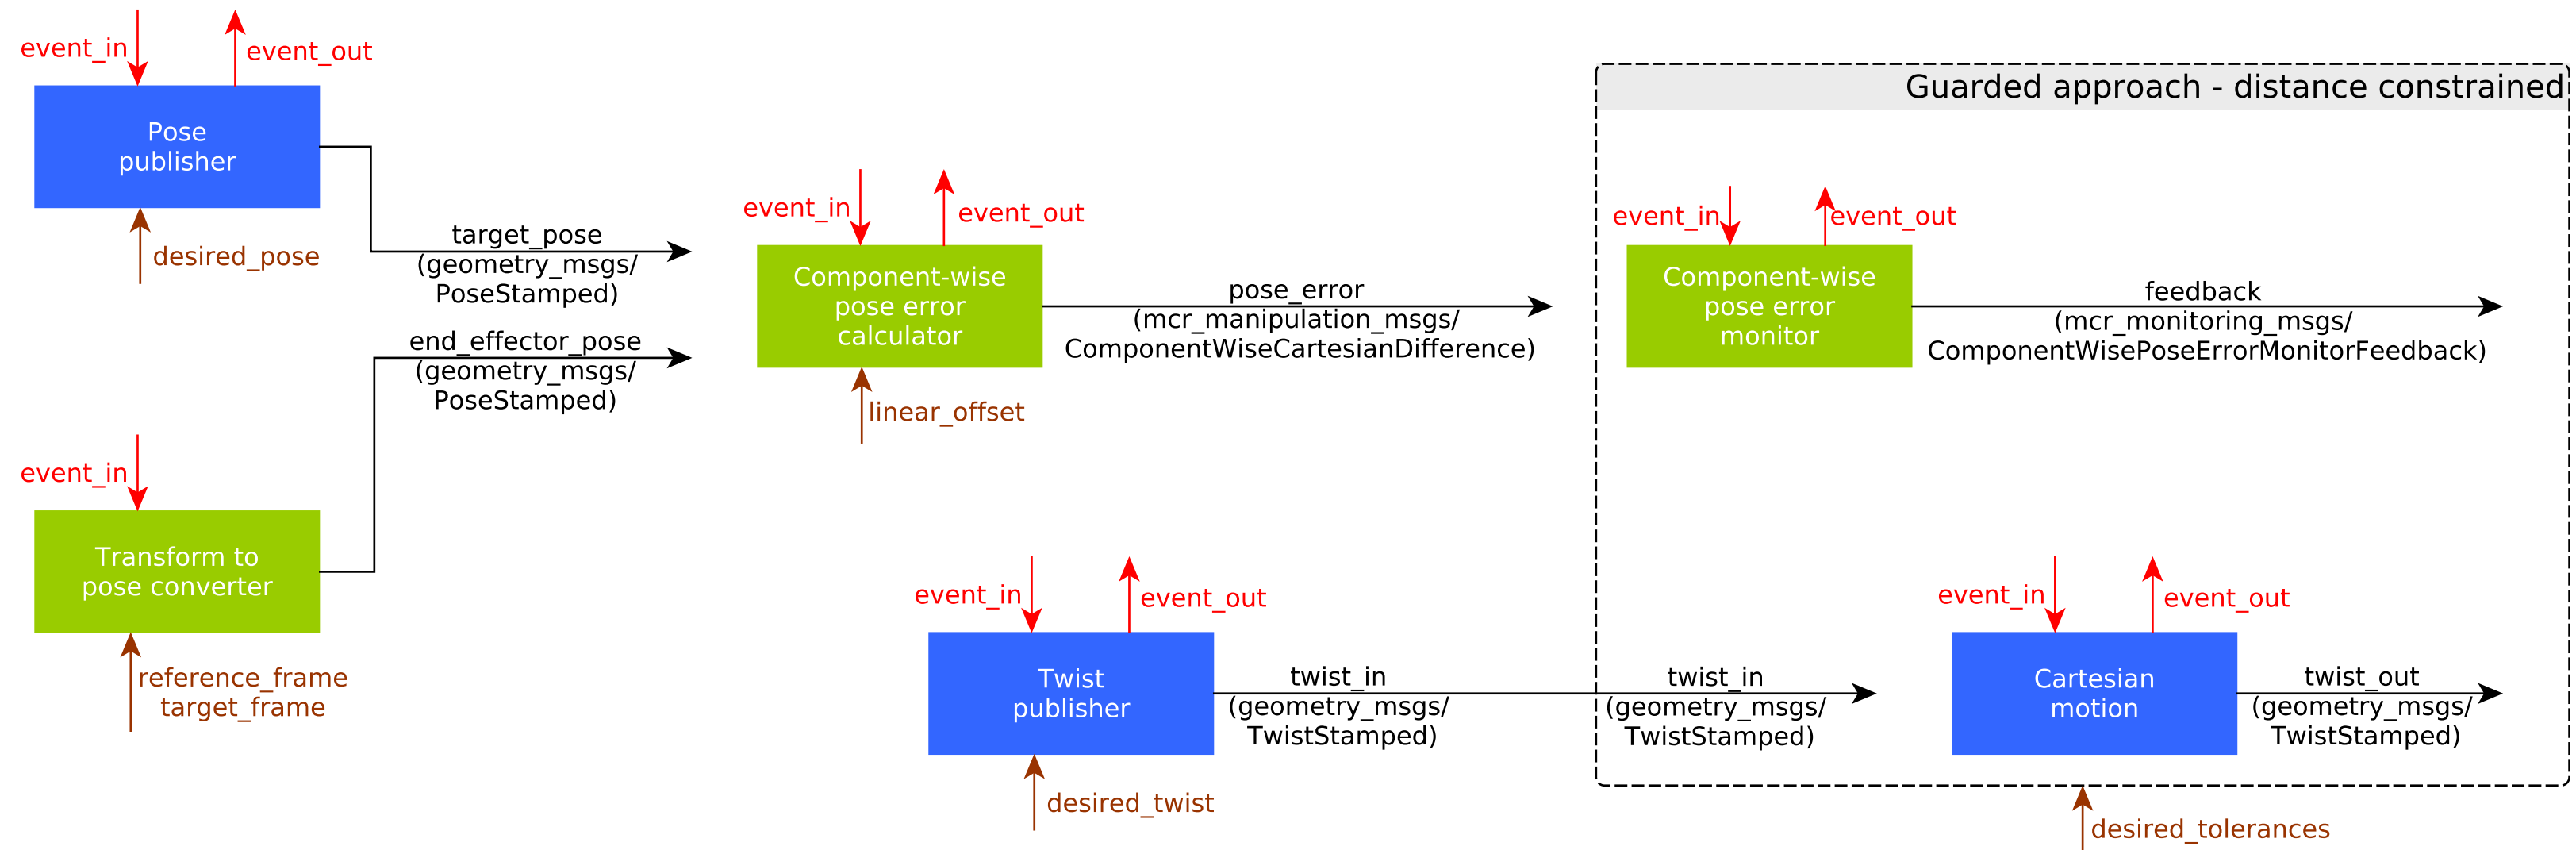 event_in
event_out
Pose
publisher
desired_pose
target_pose
(geometry_msgs/
PoseStamped)
end_effector_pose
(geometry_msgs/
PoseStamped)
event_in
Transform to
pose converter
reference_frame
target_frame
event_in
event_out
Component-wise
pose error
calculator
linear_offset
pose_error
(mcr_manipulation_msgs/
ComponentWiseCartesianDifference)
event_in
event_out
Twist
publisher
desired_twist
twist_in
(geometry_msgs/
TwistStamped)
Guarded approach - distance constrained
event_in
event_out
Component-wise
pose error
monitor
feedback
(mcr_monitoring_msgs/
ComponentWisePoseErrorMonitorFeedback)
twist_in
(geometry_msgs/
TwistStamped)
event_in
event_out
Cartesian
motion
twist_out
(geometry_msgs/
TwistStamped)
desired_tolerances